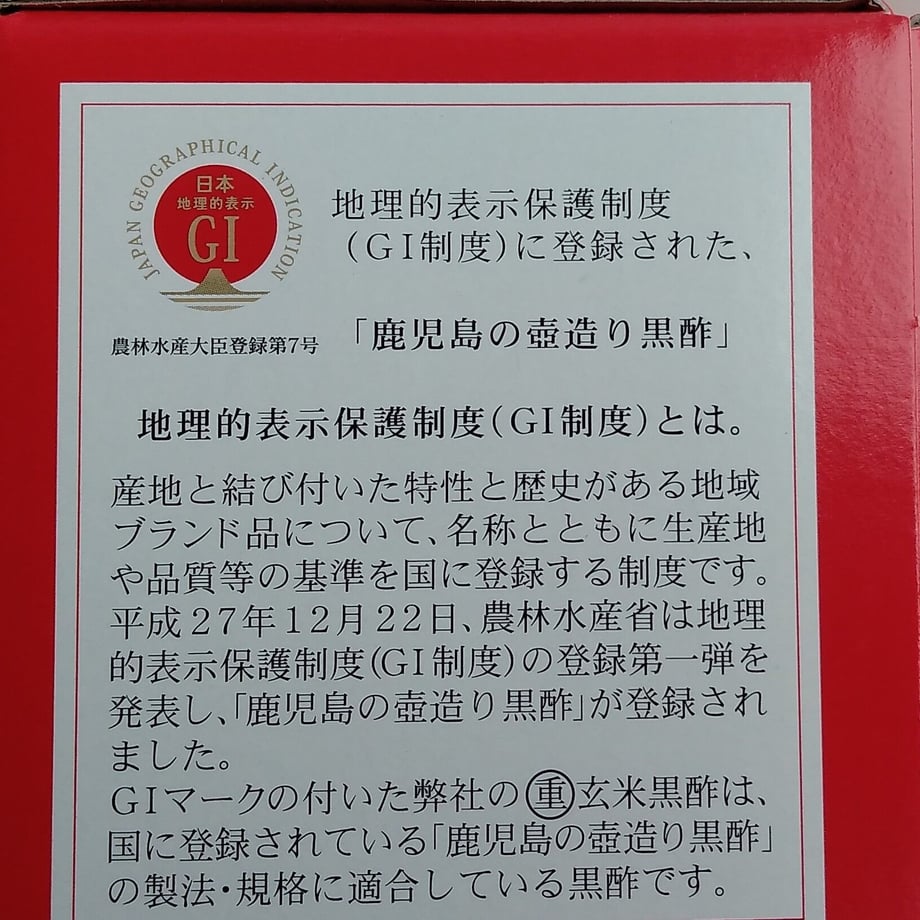 JAPAN GEOGRAPHICAL INDICATION
日本
地理的表示
GI
農林水産大臣登録第7号
地理的表示保護制度
（GI制度）に登録された、
「鹿児島の壺造り黒酢」
地理的表示保護制度（GI制度）とは。
産地と結び付いた特性と歴史がある地域
ブランド品について、名称とともに生産地
や品質等の基準を国に登録する制度です。
平成27年12月22日、農林水産省は地理
的表示保護制度(GI制度)の登録第一弾を
発表し、「鹿児島の壺造り黒酢」が登録され
ました。
GIマークの付いた弊社の㊥玄米黒酢は、
国に登録されている「鹿児島の壺造り黒酢」
の製法・規格に適合している黒酢です。